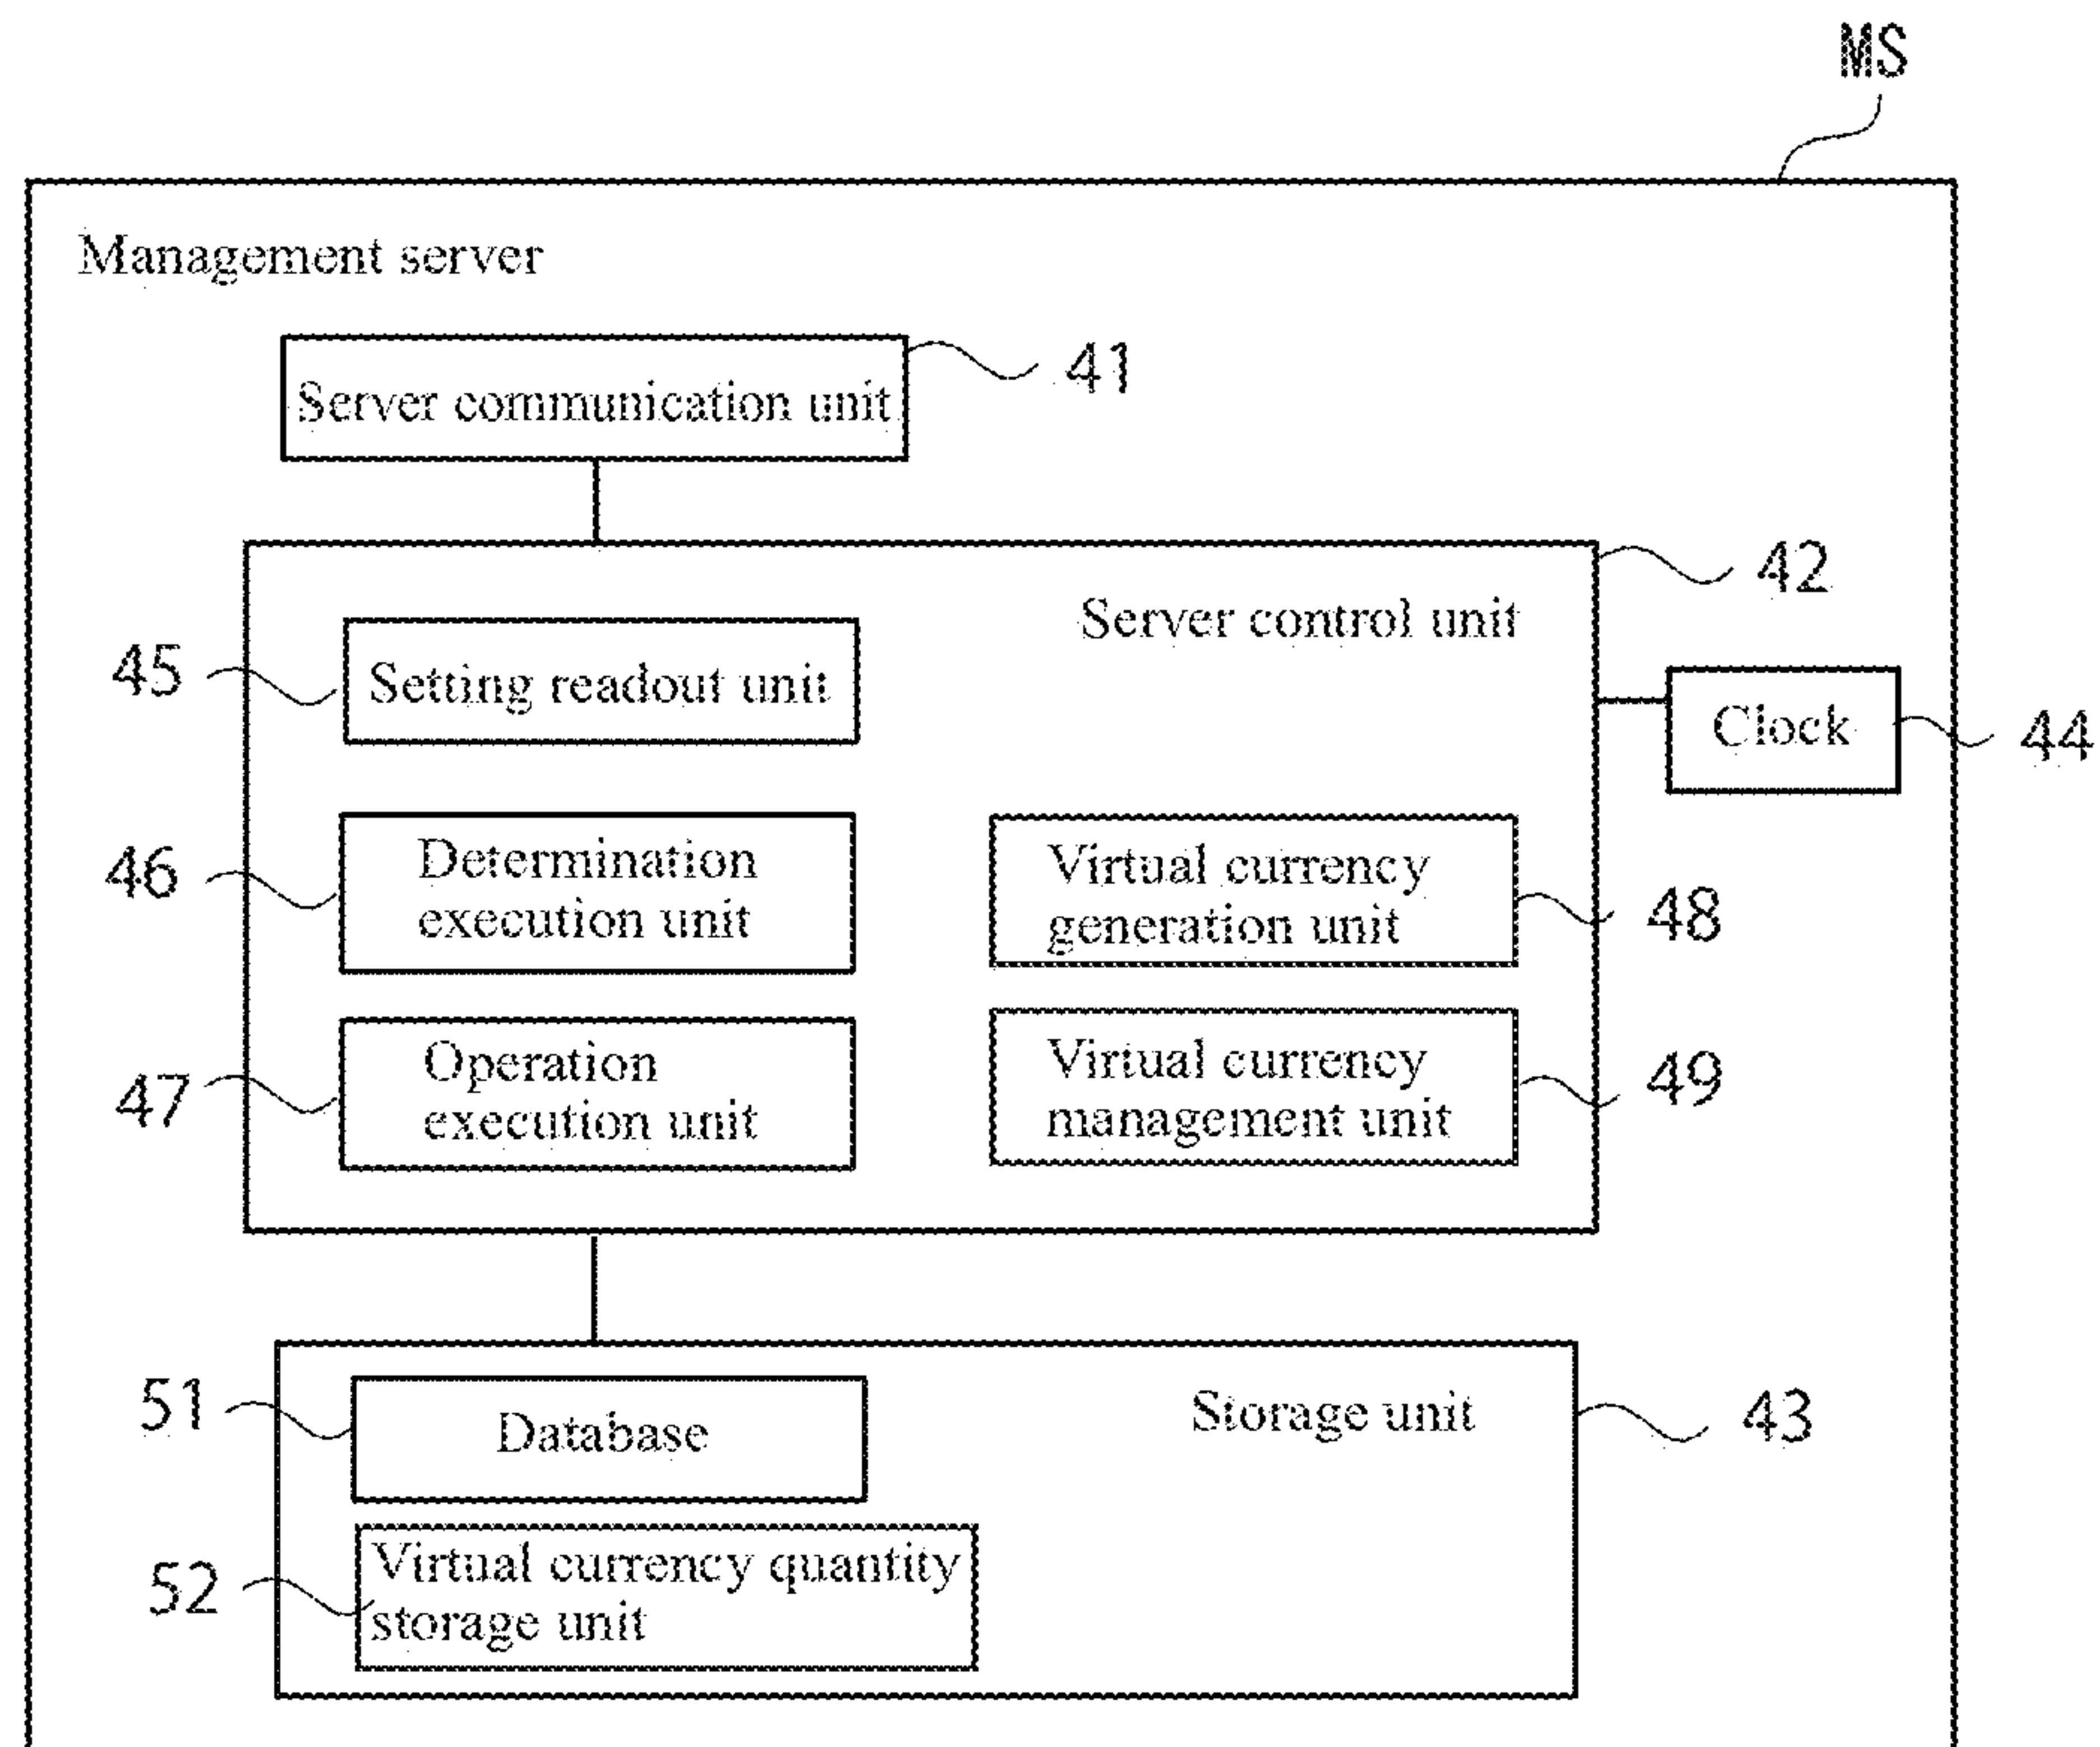 MS
Management server
Server communication unit
41
42
Server control unit
45
Setting readout unit
Clock
44
46
Determination
execution unit
Virtual currency
generation unit
48
47
Operation
execution unit
Virtual currency
management unit
49
51
Database
Storage unit
43
52
Virtual currency quantity
storage unit